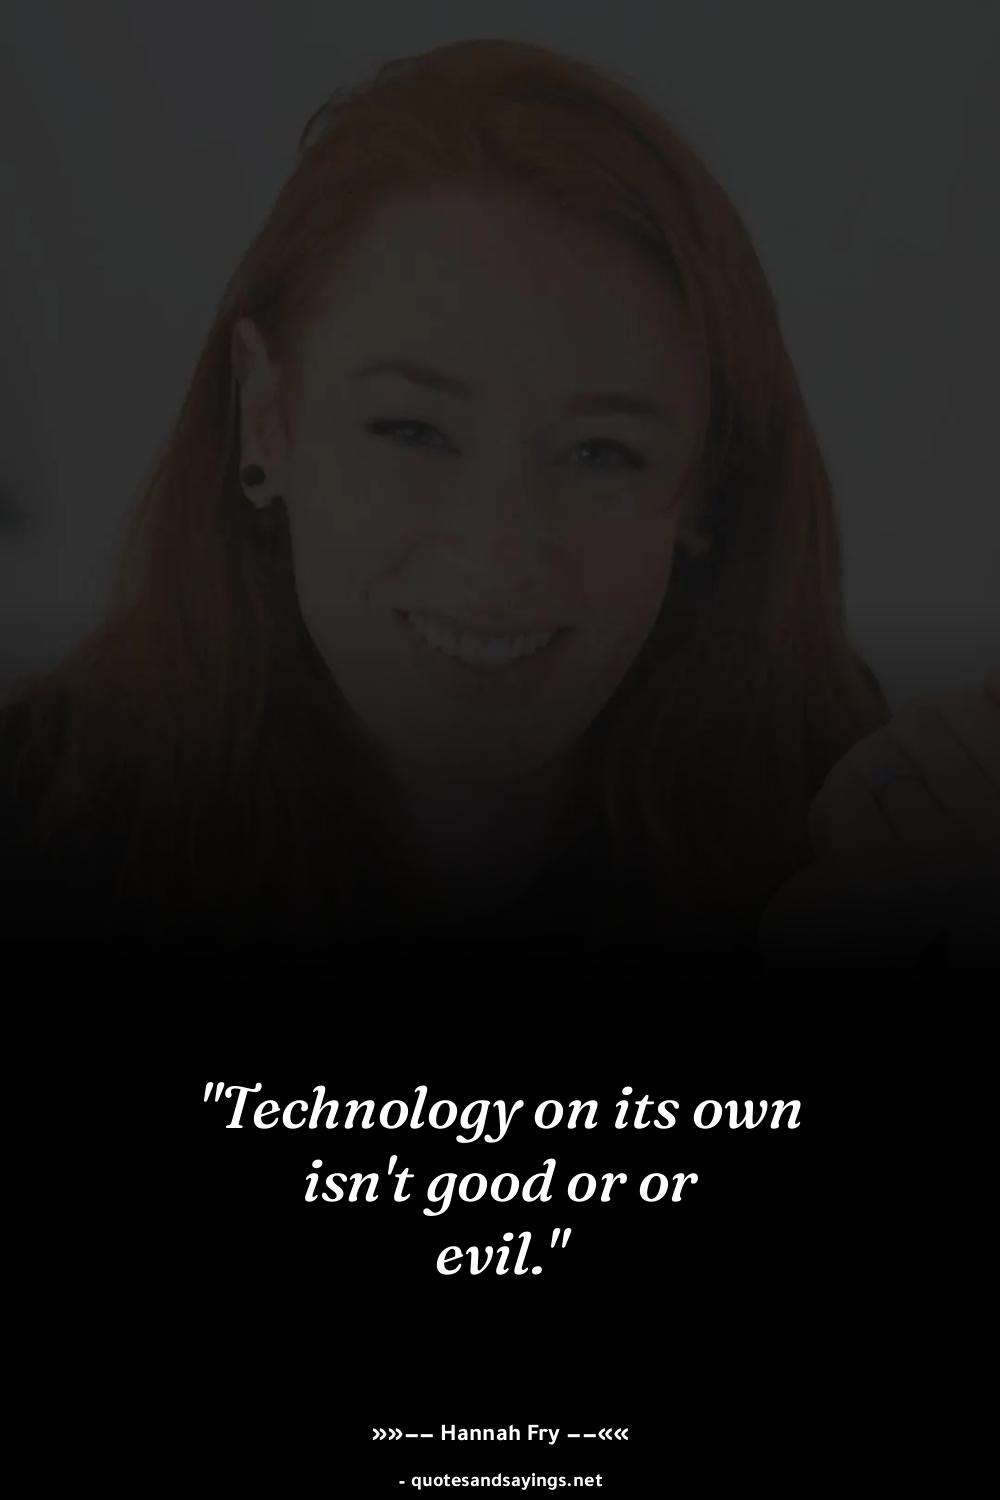 "Technology on its own
isn't good or or
evil."
»»–– Hannah Fry ––««
- quotesandsayings.net